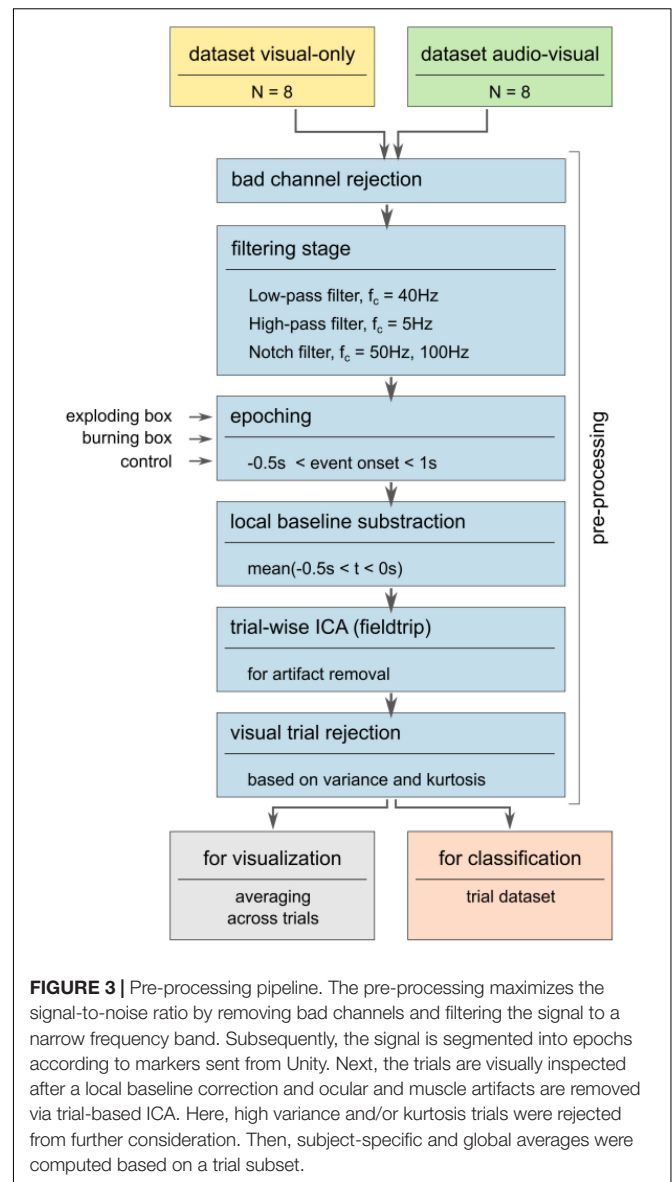 dataset visual-only
N = 8
dataset audio-visual
N = 8
bad channel rejection
filtering stage
Low-pass filter, fc = 40Hz
High-pass filter, fc = 5Hz
Notch filter, fc = 50Hz, 100Hz
exploding box
burning box
control
epoching
-0.5s < event onset < 1s
local baseline substraction
mean(-0.5s < t < 0s)
trial-wise ICA (fieldtrip)
for artifact removal
visual trial rejection
based on variance and kurtosis
pre-processing
for visualization
averaging
across trials
for classification
trial dataset
FIGURE 3 | Pre-processing pipeline. The pre-processing maximizes the
signal-to-noise ratio by removing bad channels and filtering the signal to a
narrow frequency band. Subsequently, the signal is segmented into epochs
according to markers sent from Unity. Next, the trials are visually inspected
after a local baseline correction and ocular and muscle artifacts are removed
via trial-based ICA. Here, high variance and/or kurtosis trials were rejected
from further consideration. Then, subject-specific and global averages were
computed based on a trial subset.